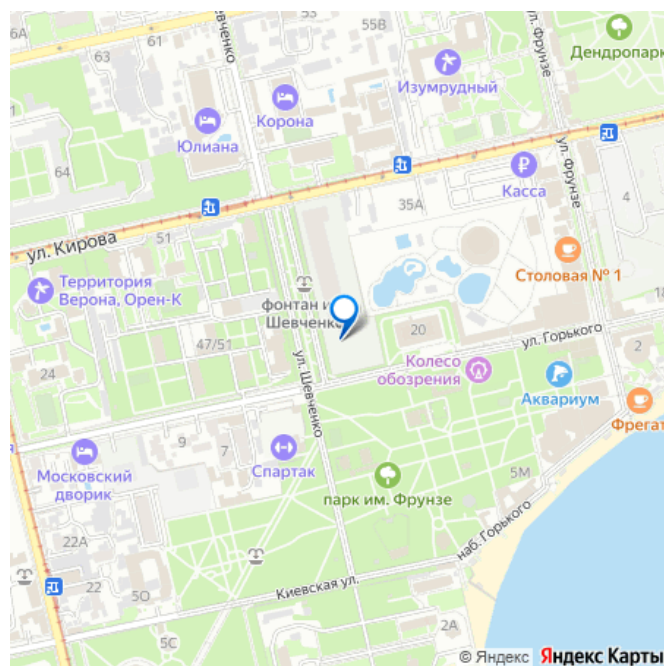 6А
63
61
Шевченко
53
55В
ул. Фрунзе
Дендропарк
Изумрудный
Корона
Юлиана
64
ул. Фрунзе
4
Касса
35А
ул. Кирова
51
Столовая № 1
Территория
Верона, Орен-К
фонтан и
Шевченко
18
20
ул. Горького
47/51
ул. Шевченко
Колесо
обозрения
2
24
Аквариум
Фрегат
9
7
Московский
дворик
Спартак
парк им. Фрунзе
5М
наб. Горького
22А
22
5О
Киевская ул.
5С
2А
© Яндекс Яндекс Карты